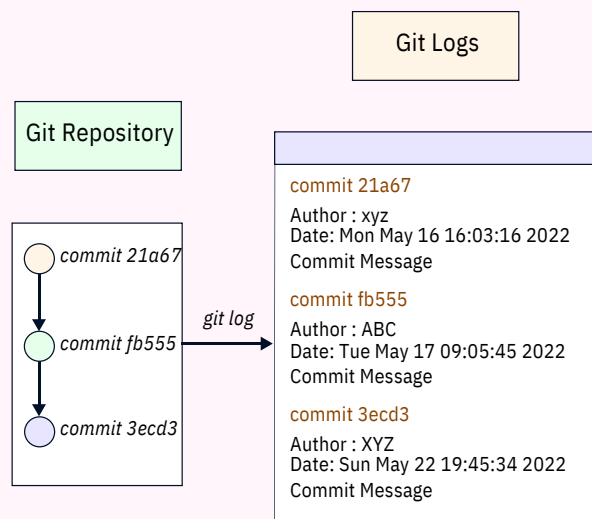 Git Logs
Git Repository
commit 21a67
commit fb555
commit 3ecd3
git log
commit 21a67
Author : xyz
Date: Mon May 16 16:03:16 2022
Commit Message
commit fb555
Author : ABC
Date: Tue May 17 09:05:45 2022
Commit Message
commit 3ecd3
Author : XYZ
Date: Sun May 22 19:45:34 2022
Commit Message